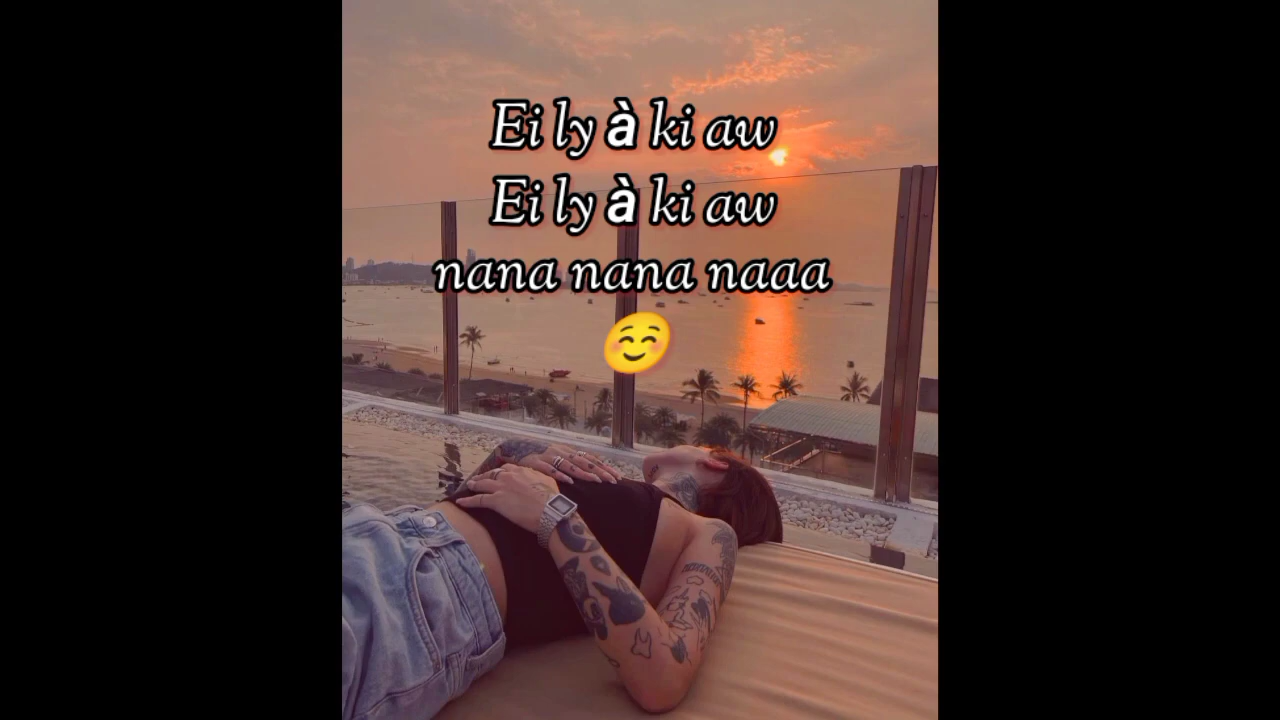 Ei ly à ki aw
Ei ly à ki aw
nana nana naaa
☺️